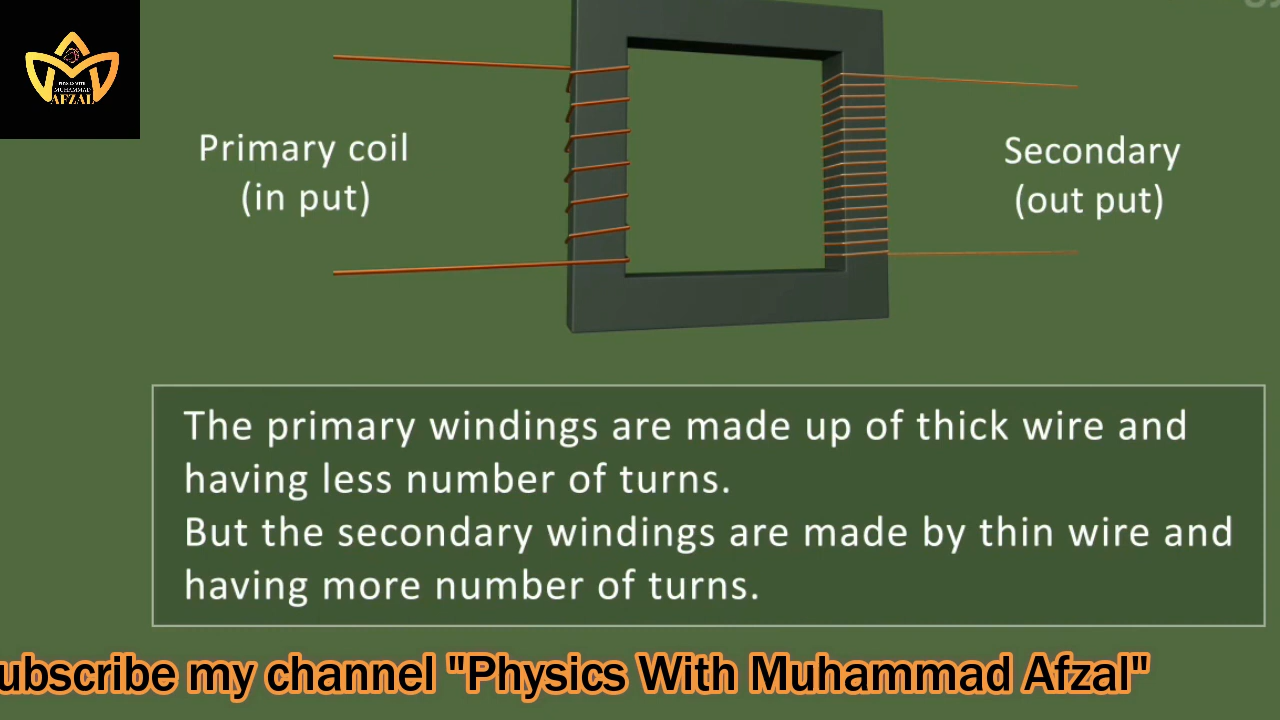 MUHAMMAD
AFZAL
Primary coil
(in put)
Secondary
(out put)
The primary windings are made up of thick wire and
having less number of turns.
But the secondary windings are made by thin wire and
having more number of turns.
ubscribe my channel "Physics With Muhammad Afzal"